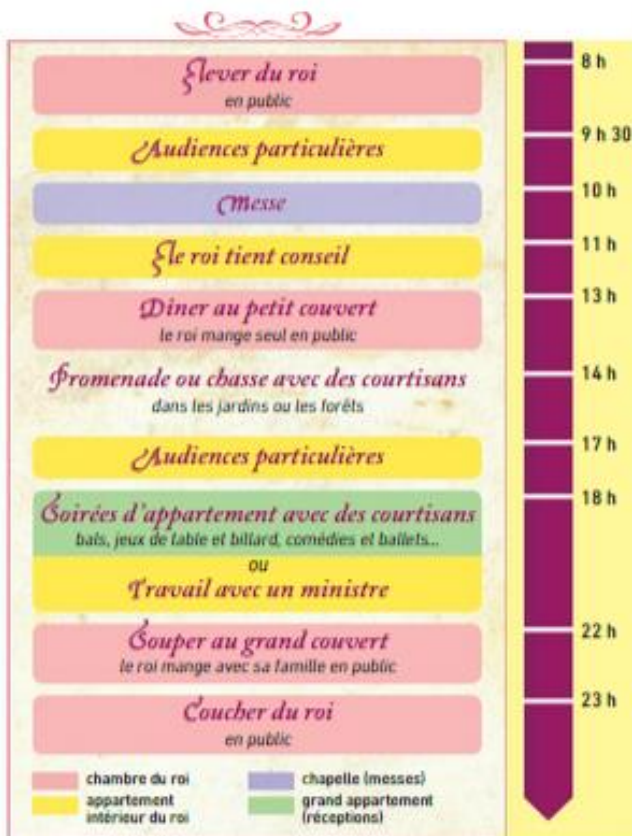 Lever du roi
en public
8 h
Audiences particulières
9 h 30
Messe
10 h
Le roi tient conseil
11 h
Dîner au petit couvert
le roi mange seul en public
13 h
Promenade ou chasse avec des courtisans
dans les jardins ou les forêts
14 h
Audiences particulières
17 h
Soirées d'appartement avec des courtisans
bals, jeux de table et billard, comédies et ballets...
18 h
ou
Travail avec un ministre
Souper au grand couvert
le roi mange avec sa famille en public
22 h
Coucher du roi
en public
23 h
chambre du roi
appartement
intérieur du roi
chapelle (messes)
grand appartement
(réceptions)